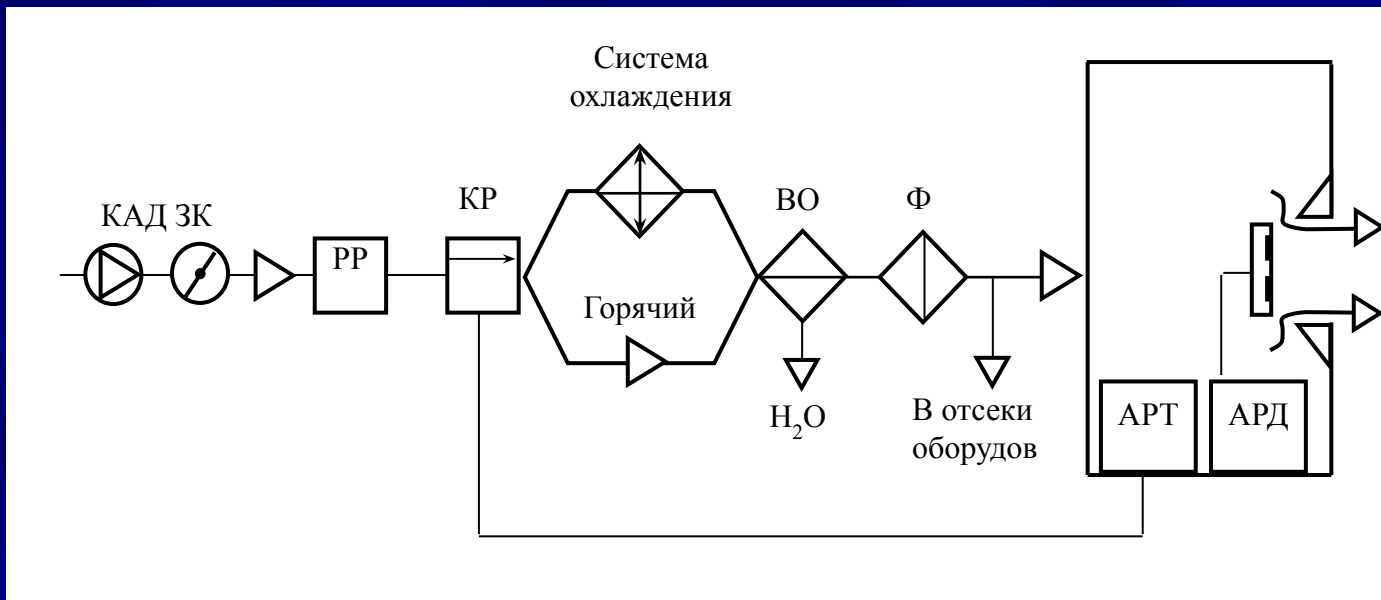 Система
охлаждения
КАД ЗК
РР
КР
ВО
Ф
Горячий
H₂O
В отсеки
оборудов
АРТ
АРД